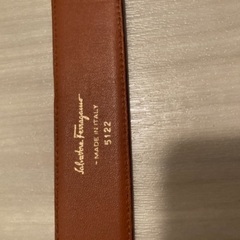 Salvatore Ferragamo
- MADE IN ITALY
5122